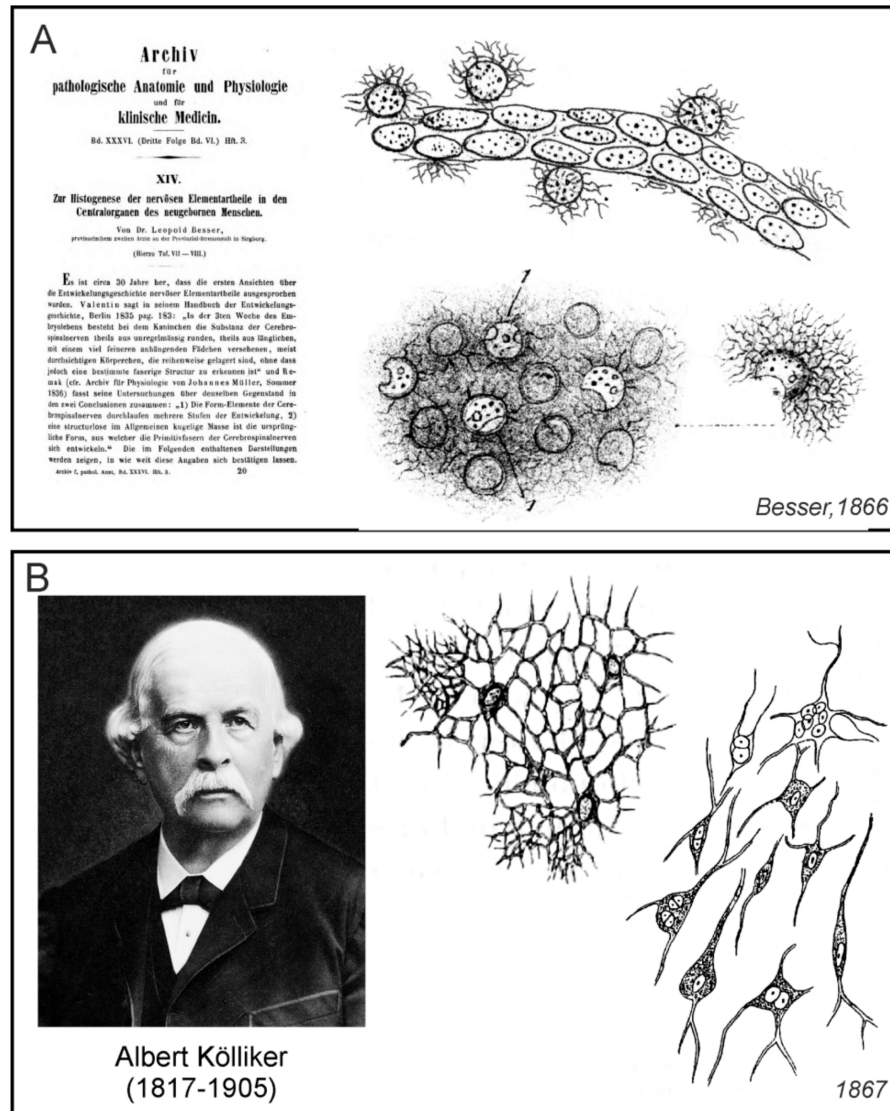 A
Archiv
für
pathologische Anatomie und Physiologie
und für
klinische Medicin.
Bd. XXXVI. (Dritte Folge Bd. VI.) Hft. 3.
XIV.
Zur Histogenese der nervösen Elementartheile in den
Centralorganen des neugebornen Menschen.
Von Dr. Leopold Besser,
zweiten Arzt an der Provinzial-Irrenanstalt in Siegburg.
(Hierzu Taf. VII — VIII.)
Es ist circa 30 Jahre her, dass die ersten Ansichten über
die Entwickelungsgeschichte nervöser Elementartheile ausgesprochen
wurden. Valentin sagt in seinem Handbuch der Entwickelungs-
geschichte, Berlin 1835 pag. 183: „In der 3ten Woche des Em-
bryolebens besteht bei dem Kaninchen die Substanz der Cerebro-
spinalnerven theils aus unregelmässig runden, theils aus länglichen,
mit einem viel feineren anhängenden Fädchen versehenen, meist
durchsichtigen Körperchen, die reihenweise gelagert sind, ohne dass
jedoch eine bestimmte faserige Structur zu erkennen ist“ und Re-
mak (cfr. Archiv für Physiologie von Johannes Müller, Sommer
1836) fasst seine Untersuchungen über denselben Gegenstand in
den zwei Conclusionen zusammen: „1) Die Form-Elemente der Cere-
brospinalnerven durchlaufen mehrere Stufen der Entwickelung, 2)
eine structurlose im Allgemeinen kugelige Masse ist die ursprüng-
liche Form, aus welcher die Primitivfasern der Cerebrospinalnerven
sich entwickeln.“ Die im Folgenden enthaltenen Darstellungen
werden zeigen, in wie weit diese Angaben sich bestätigen lassen.
Archiv f. pathol. Anat. Bd. XXXVI. Hft. 3. 20
1
1
Besser,1866
B
Albert Kölliker
(1817-1905)
1867